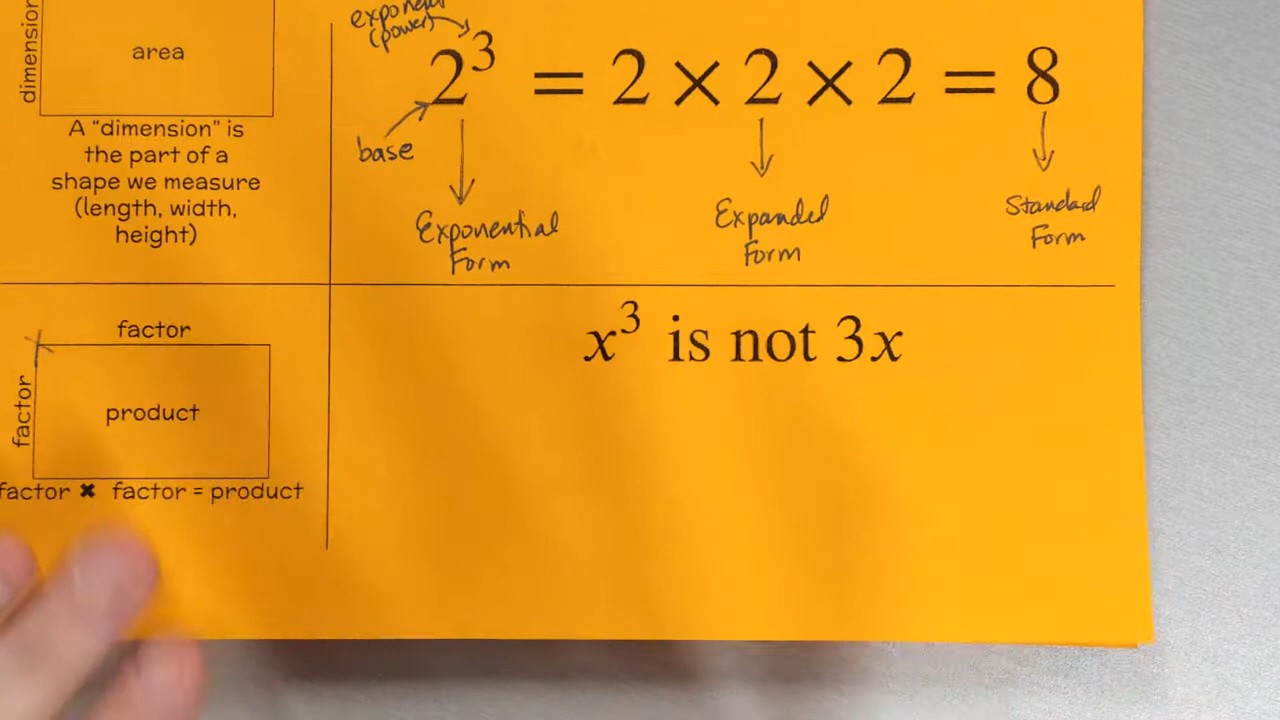 dimension
area
A “dimension” is
the part of a
shape we measure
(length, width,
height)
exponent
(power)
2³ = 2 × 2 × 2 = 8
base
Exponential
Form
Expanded
Form
Standard
Form
factor
factor
product
factor × factor = product
x³ is not 3x